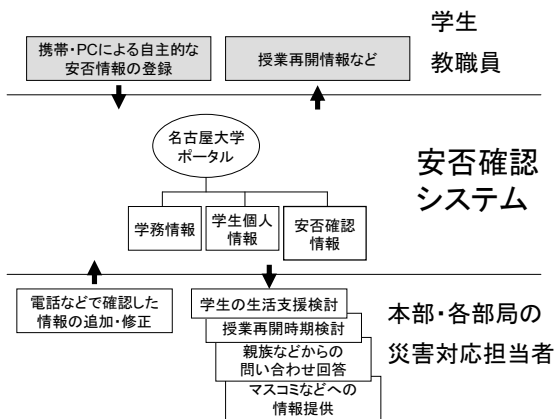 携帯・PCによる自主的な
安否情報の登録
授業再開情報など
学生
教職員
名古屋大学
ポータル
学務情報
学生個人
情報
安否確認
情報
安否確認
システム
電話などで確認した
情報の追加・修正
学生の生活支援検討
授業再開時期検討
親族などからの
問い合わせ回答
マスコミなどへの
情報提供
本部・各部局の
災害対応担当者